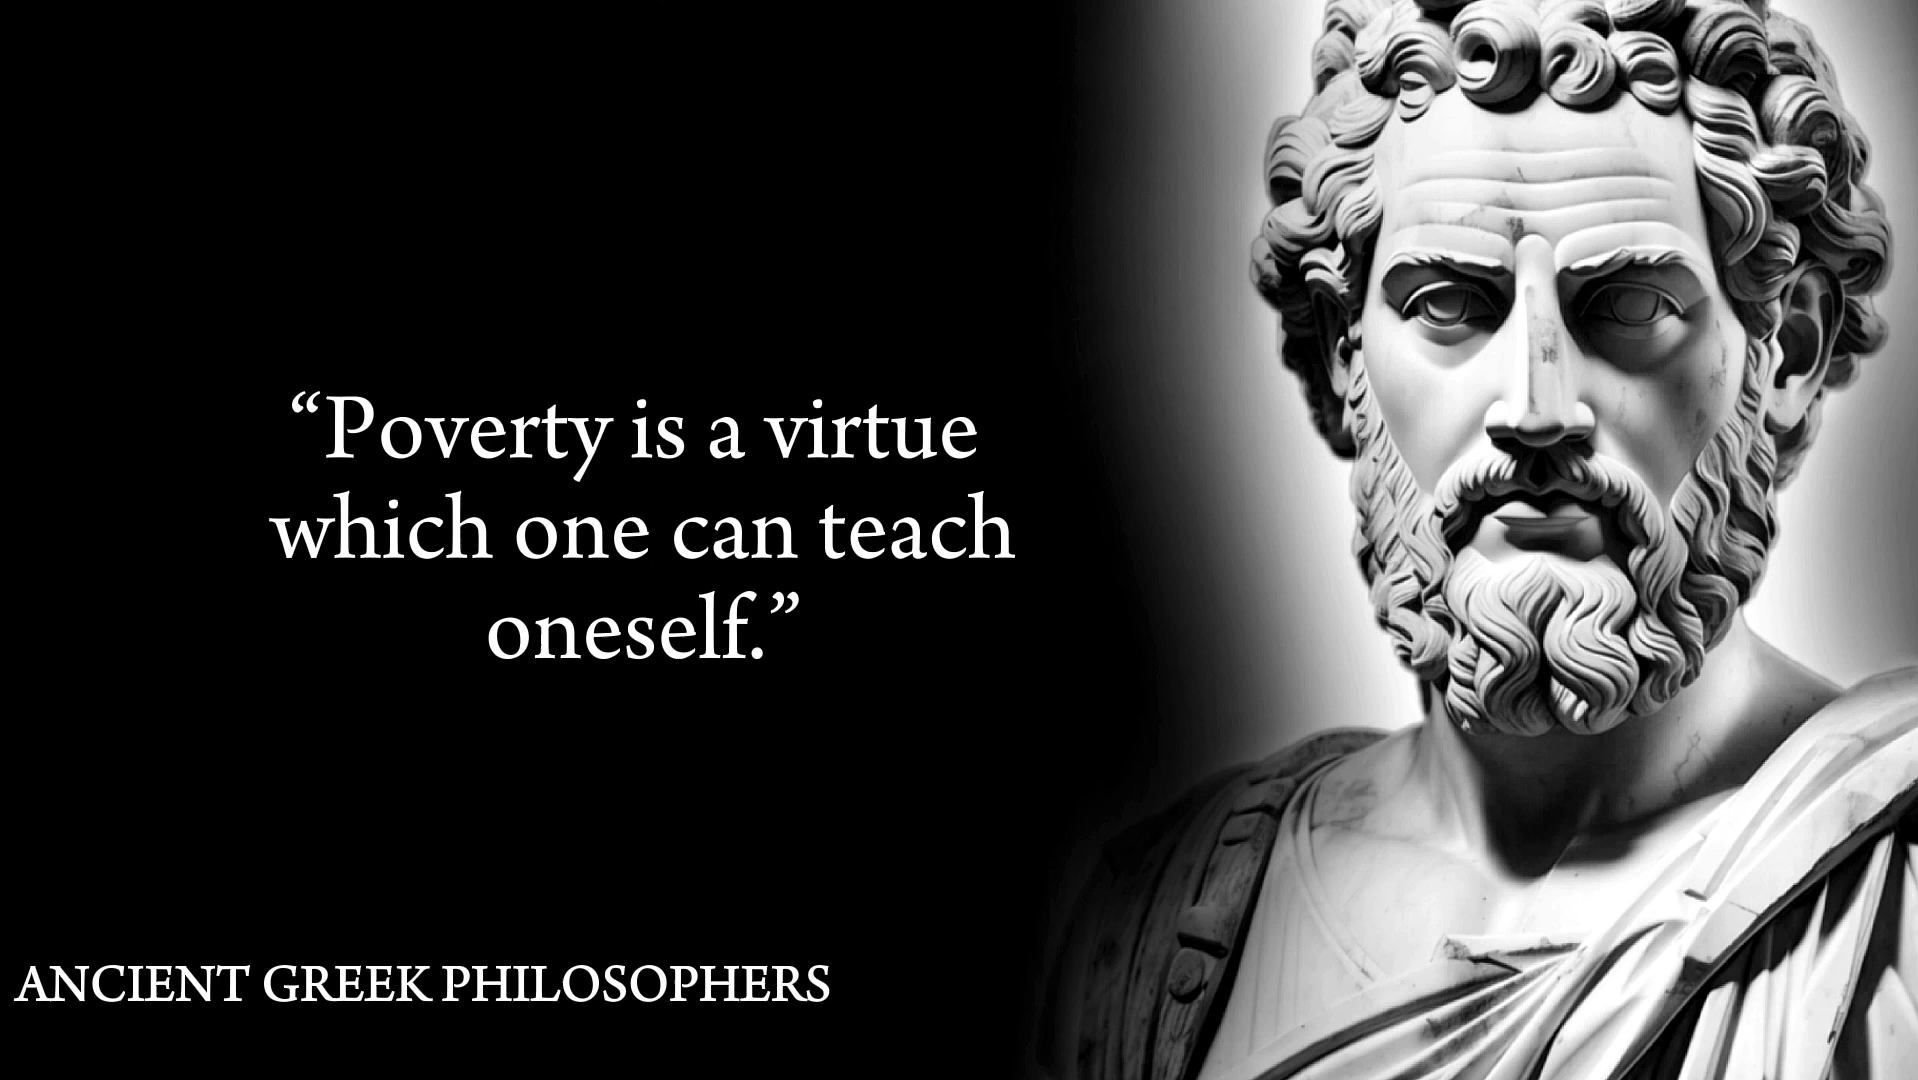 “Poverty is a virtue
which one can teach
oneself.”
ANCIENT GREEK PHILOSOPHERS